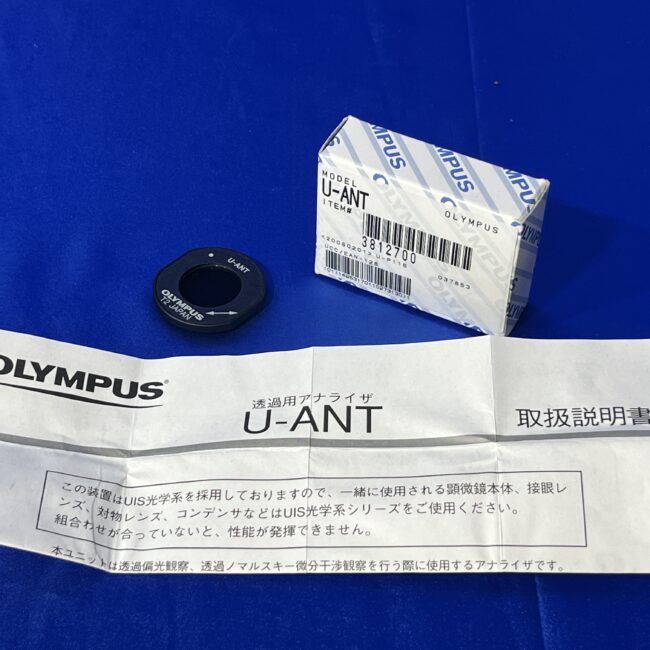 OLYMPUS
MODEL
U-ANT
OLYMPUS
ITEM#
3812700
037853
UCC/EAN-128
U-ANT
OLYMPUS
T2 JAPAN
OLYMPUS®
透過用アナライザ
U-ANT
取扱説明書
この装置はUIS光学系を採用しておりますので、一緒に使用される顕微鏡本体、接眼レ
ンズ、対物レンズ、コンデンサなどはUIS光学系シリーズをご使用ください。
組合わせが合っていないと、性能が発揮できません。
本ユニットは透過偏光観察、透過ノマルスキー微分干渉観察を行う際に使用するアナライザです。